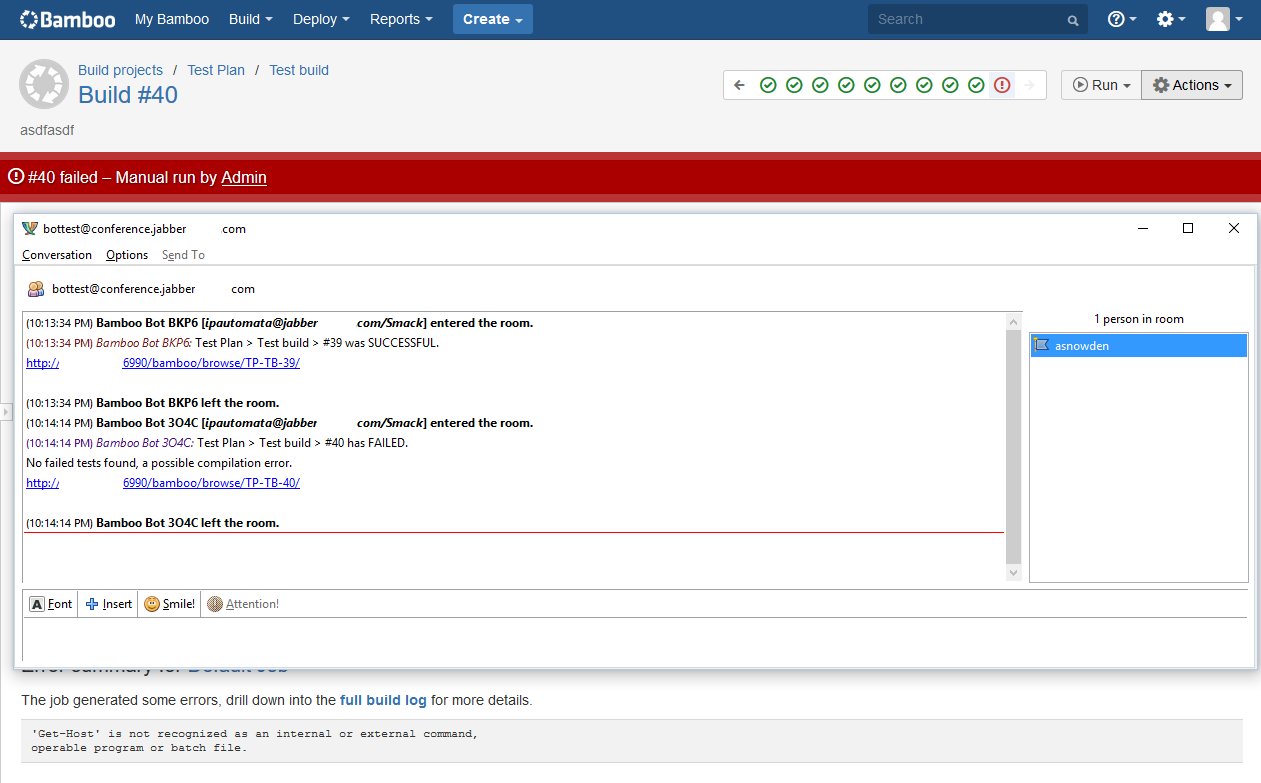 Bamboo My Bamboo Build Deploy Reports Create Search
Build projects / Test Plan / Test build
Build #40
Run Actions
asdfasdf
#40 failed – Manual run by Admin
bottest@conference.jabber .com
Conversation Options Send To
bottest@conference.jabber com
1 person in room
asnowden
(10:13:34 PM) Bamboo Bot BKP6 [ipautomata@jabber .com/Smack] entered the room.
(10:13:34 PM) Bamboo Bot BKP6: Test Plan > Test build > #39 was SUCCESSFUL.
http:// 6990/bamboo/browse/TP-TB-39/
(10:13:34 PM) Bamboo Bot BKP6 left the room.
(10:14:14 PM) Bamboo Bot 3O4C [ipautomata@jabber com/Smack] entered the room.
(10:14:14 PM) Bamboo Bot 3O4C: Test Plan > Test build > #40 has FAILED.
No failed tests found, a possible compilation error.
http:// 6990/bamboo/browse/TP-TB-40/
(10:14:14 PM) Bamboo Bot 3O4C left the room.
A Font Insert Smile! Attention!
Error summary for Default Job
The job generated some errors, drill down into the full build log for more details.
'Get-Host' is not recognized as an internal or external command,
operable program or batch file.